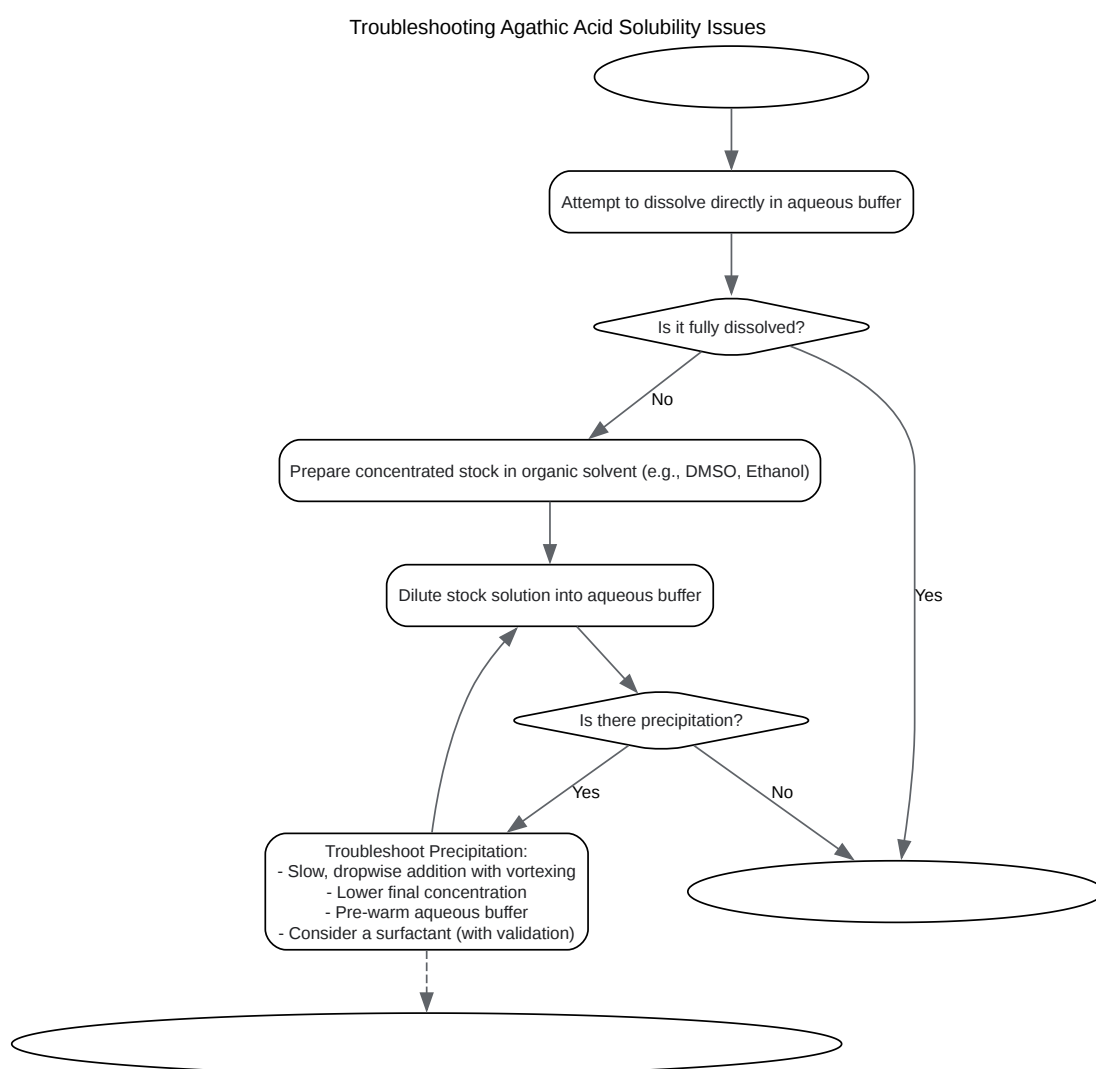 Troubleshooting Agathic Acid Solubility Issues
Attempt to dissolve directly in aqueous buffer
Is it fully dissolved?
No
Prepare concentrated stock in organic solvent (e.g., DMSO, Ethanol)
Dilute stock solution into aqueous buffer
Yes
Is there precipitation?
Yes
No
Troubleshoot Precipitation:
- Slow, dropwise addition with vortexing
- Lower final concentration
- Pre-warm aqueous buffer
- Consider a surfactant (with validation)